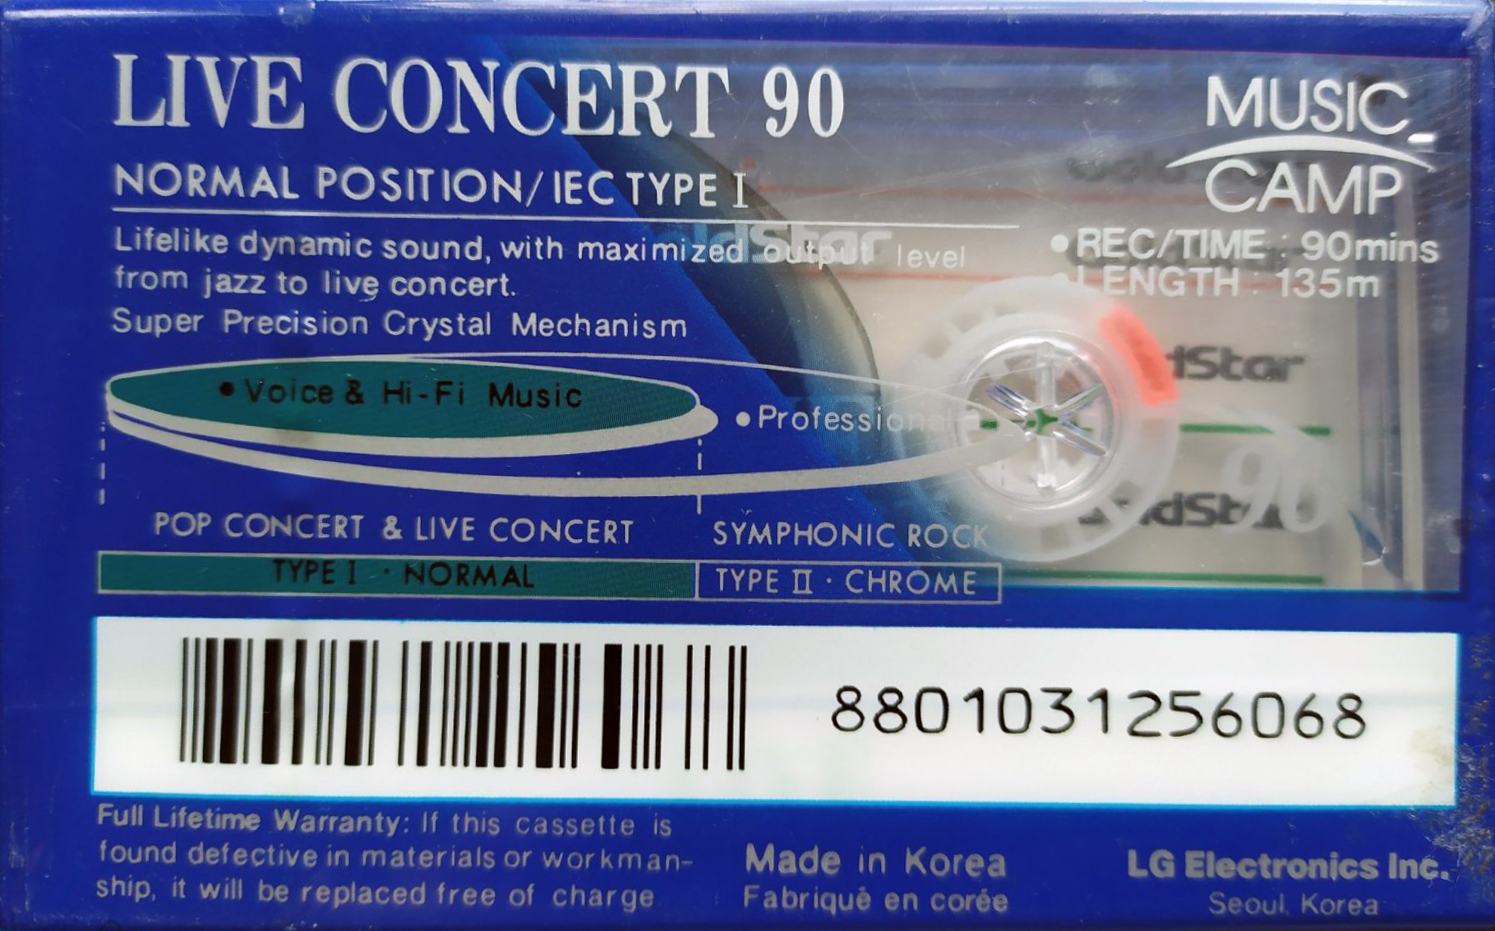 LIVE CONCERT 90
MUSIC
CAMP
NORMAL POSITION/IEC TYPE I
Lifelike dynamic sound, with maximized output level
from jazz to live concert.
Super Precision Crystal Mechanism
•REC/TIME : 90mins
•LENGTH : 135m
•Voice & Hi-Fi Music
•Professional
POP CONCERT & LIVE CONCERT
SYMPHONIC ROCK
TYPE I · NORMAL
TYPE II · CHROME
90
8801031256068
Full Lifetime Warranty: If this cassette is
found defective in materials or workman-
ship, it will be replaced free of charge
Made in Korea
Fabriqué en corée
LG Electronics Inc.
Seoul, Korea